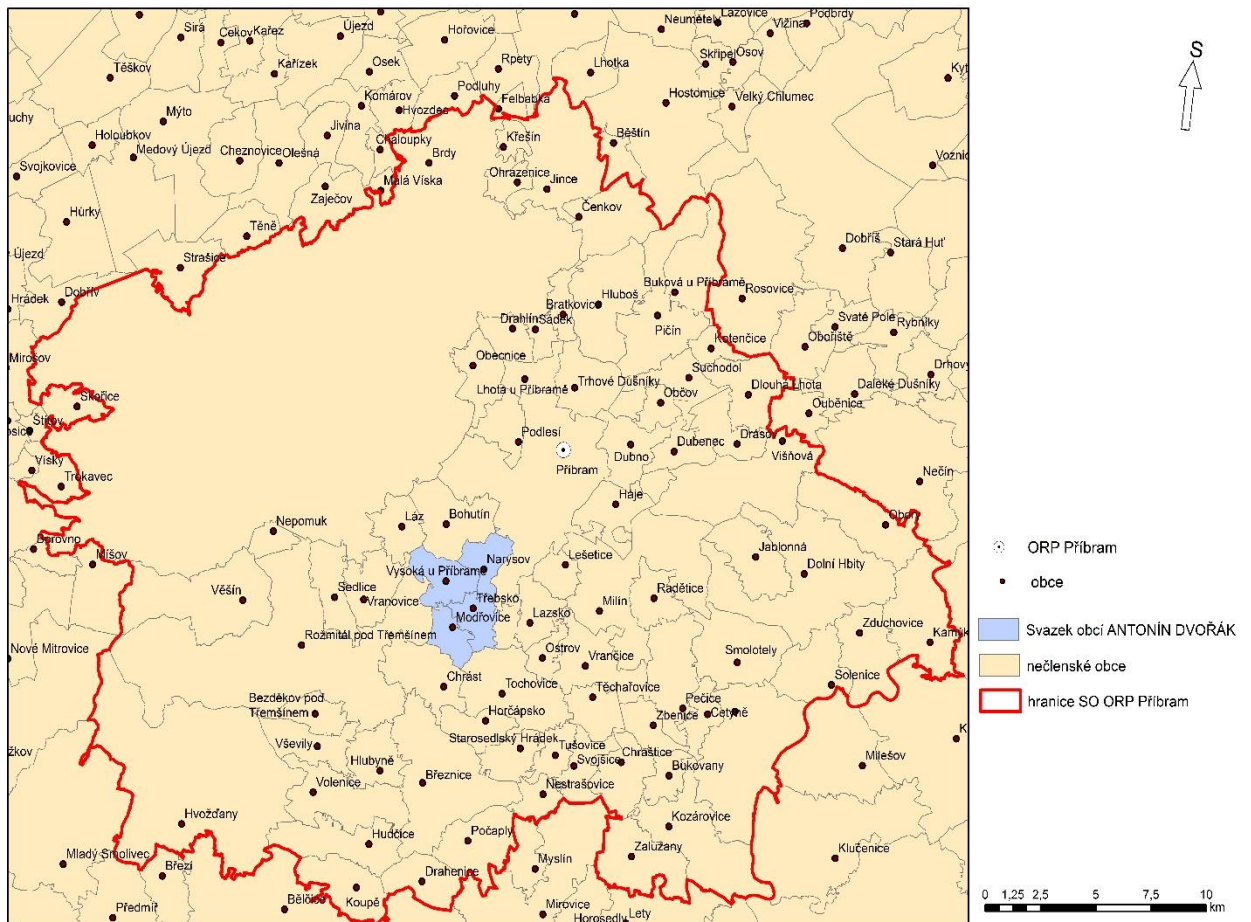 Neumětely
Lažovice
Podbrdy
Vižina
Sirá
Cekov
Kařez
Újezd
Hořovice
Skřipel
Osov
S
Těškov
Kařízek
Osek
Rpety
Lhotka
Komárov
Podluhy
Hvozdec
Felbabka
Hostomice
Velký Chlumec
Mýto
Holoubkov
Jivína
Medový Újezd
Cheznovice
Olešná
Chaloupky
Brdy
Křešín
Běštín
Svojkovice
Zaječov
Malá Víska
Ohrazenice
Jince
Hůrky
Těně
Čenkov
Újezd
Strašice
Dobříš
Stará Huť
Hrádek
Dobřív
Buková u Příbramě
Rosovice
Hluboš
Bratkovice
Drahlín
Sádek
Pičín
Svaté Pole
Rybníky
Obořiště
Kotenčice
Mirošov
Obecnice
Suchodol
Lhota u Příbramě
Trhové Dušníky
Dlouhá Lhota
Daleké Dušníky
Skořice
Občov
Ouběnice
Štítov
Podlesí
Příbram
Dubno
Dubenec
Drásov
Višňová
Vísky
Trokavec
Nečín
Háje
Nepomuk
Láz
Bohutín
Obory
Borovno
Míšov
Narysov
Lešetice
Jablonná
Dolní Hbity
Vysoká u Příbramě
Věšín
Sedlice
Vranovice
Třebsko
Milín
Radětice
Modřovice
Lazsko
Rožmitál pod Třemšínem
Zduchovice
Kamýk
Nové Mitrovice
Ostrov
Vrančice
Smolotely
Solenice
Chrást
Tochovice
Těchařovice
Bezděkov pod
Třemšínem
Horčápsko
Pečice
Cetyně
Zbenice
Vševily
Starosedlský Hrádek
Tušovice
Svojšice
Chraštice
Bukovany
Milešov
Hlubyně
Volenice
Březnice
Nestrašovice
Hvožďany
Kozárovice
Hudčice
Počaply
Zalužany
Klučenice
Mladý Smolivec
Březí
Myslín
Drahenice
Předmíř
Bělčice
Koupě
Mirovice
Horosedly
Lety
ORP Příbram
obce
Svazek obcí ANTONÍN DVOŘÁK
nečlenské obce
hranice SO ORP Příbram
0 1,25 2,5 5 7,5 10
km